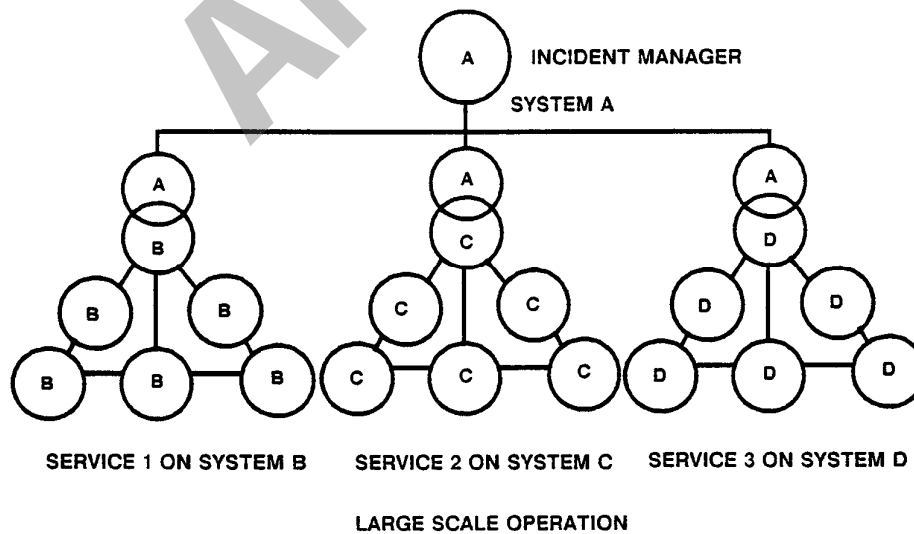 A INCIDENT MANAGER
SYSTEM A
A A A
B C D
B B C C D D
B B B C C C D D D
SERVICE 1 ON SYSTEM B SERVICE 2 ON SYSTEM C SERVICE 3 ON SYSTEM D
LARGE SCALE OPERATION